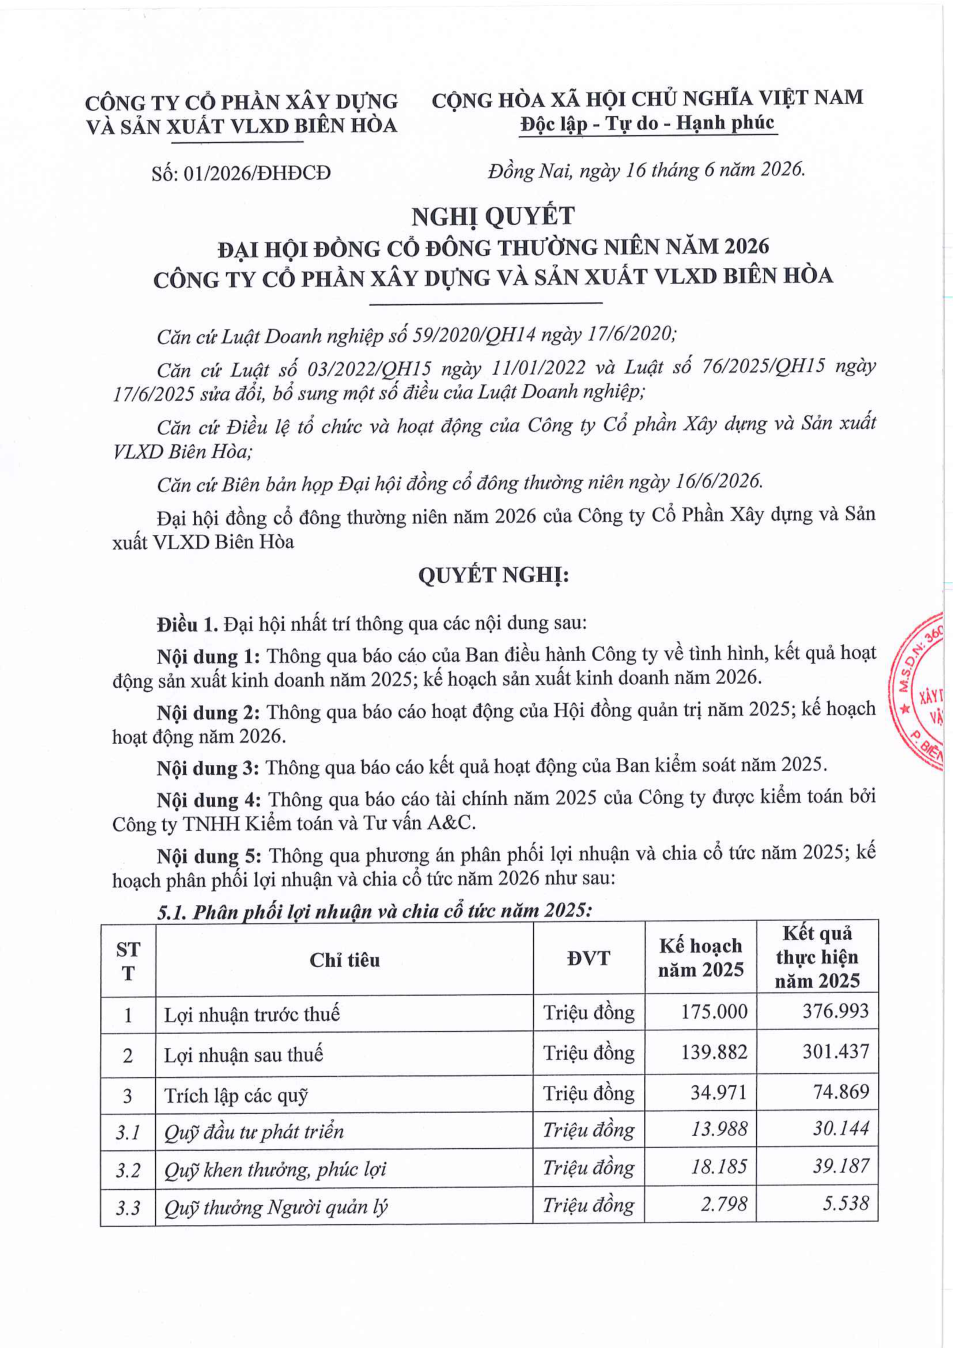 CÔNG TY CỔ PHẦN XÂY DỰNG
VÀ SẢN XUẤT VLXD BIÊN HÒA
CỘNG HÒA XÃ HỘI CHỦ NGHĨA VIỆT NAM
Độc lập - Tự do - Hạnh phúc
Số: 01/2026/ĐHĐCĐ
Đồng Nai, ngày 16 tháng 6 năm 2026.
NGHỊ QUYẾT
ĐẠI HỘI ĐỒNG CỔ ĐÔNG THƯỜNG NIÊN NĂM 2026
CÔNG TY CỔ PHẦN XÂY DỰNG VÀ SẢN XUẤT VLXD BIÊN HÒA
Căn cứ Luật Doanh nghiệp số 59/2020/QH14 ngày 17/6/2020;
Căn cứ Luật số 03/2022/QH15 ngày 11/01/2022 và Luật số 76/2025/QH15 ngày
17/6/2025 sửa đổi, bổ sung một số điều của Luật Doanh nghiệp;
Căn cứ Điều lệ tổ chức và hoạt động của Công ty Cổ phần Xây dựng và Sản xuất
VLXD Biên Hòa;
Căn cứ Biên bản họp Đại hội đồng cổ đông thường niên ngày 16/6/2026.
Đại hội đồng cổ đông thường niên năm 2026 của Công ty Cổ Phần Xây dựng và Sản
xuất VLXD Biên Hòa
QUYẾT NGHỊ:
Điều 1. Đại hội nhất trí thông qua các nội dung sau:
Nội dung 1: Thông qua báo cáo của Ban điều hành Công ty về tình hình, kết quả hoạt
động sản xuất kinh doanh năm 2025; kế hoạch sản xuất kinh doanh năm 2026.
Nội dung 2: Thông qua báo cáo hoạt động của Hội đồng quản trị năm 2025; kế hoạch
hoạt động năm 2026.
Nội dung 3: Thông qua báo cáo kết quả hoạt động của Ban kiểm soát năm 2025.
Nội dung 4: Thông qua báo cáo tài chính năm 2025 của Công ty được kiểm toán bởi
Công ty TNHH Kiểm toán và Tư vấn A&C.
Nội dung 5: Thông qua phương án phân phối lợi nhuận và chia cổ tức năm 2025; kế
hoạch phân phối lợi nhuận và chia cổ tức năm 2026 như sau:
5.1. Phân phối lợi nhuận và chia cổ tức năm 2025:
ST
T
Chỉ tiêu
ĐVT
Kế hoạch
năm 2025
Kết quả
thực hiện
năm 2025
1 Lợi nhuận trước thuế Triệu đồng 175.000 376.993
2 Lợi nhuận sau thuế Triệu đồng 139.882 301.437
3 Trích lập các quỹ Triệu đồng 34.971 74.869
3.1 Quỹ đầu tư phát triển Triệu đồng 13.988 30.144
3.2 Quỹ khen thưởng, phúc lợi Triệu đồng 18.185 39.187
3.3 Quỹ thưởng Người quản lý Triệu đồng 2.798 5.538
M.S.D.N: 360
P. BIÊN